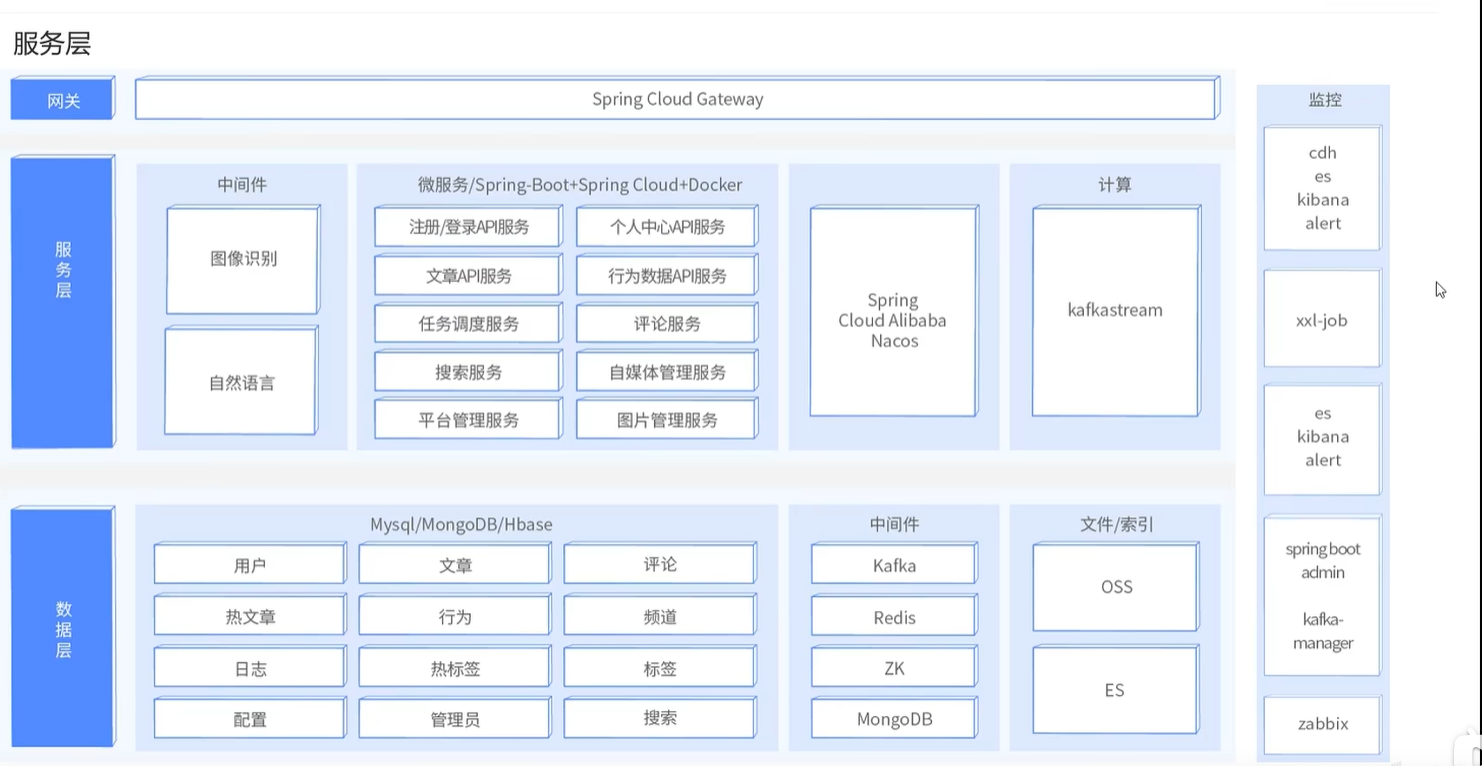 服务层
网关
Spring Cloud Gateway
服
务
层
中间件
图像识别
自然语言
微服务/Spring-Boot+Spring Cloud+Docker
注册/登录API服务
个人中心API服务
文章API服务
行为数据API服务
任务调度服务
评论服务
搜索服务
自媒体管理服务
平台管理服务
图片管理服务
Spring
Cloud Alibaba
Nacos
计算
kafkastream
数
据
层
Mysql/MongoDB/Hbase
用户
文章
评论
热文章
行为
频道
日志
热标签
标签
配置
管理员
搜索
中间件
Kafka
Redis
ZK
MongoDB
文件/索引
OSS
ES
监控
cdh
es
kibana
alert
xxl-job
es
kibana
alert
spring boot
admin
kafka-
manager
zabbix